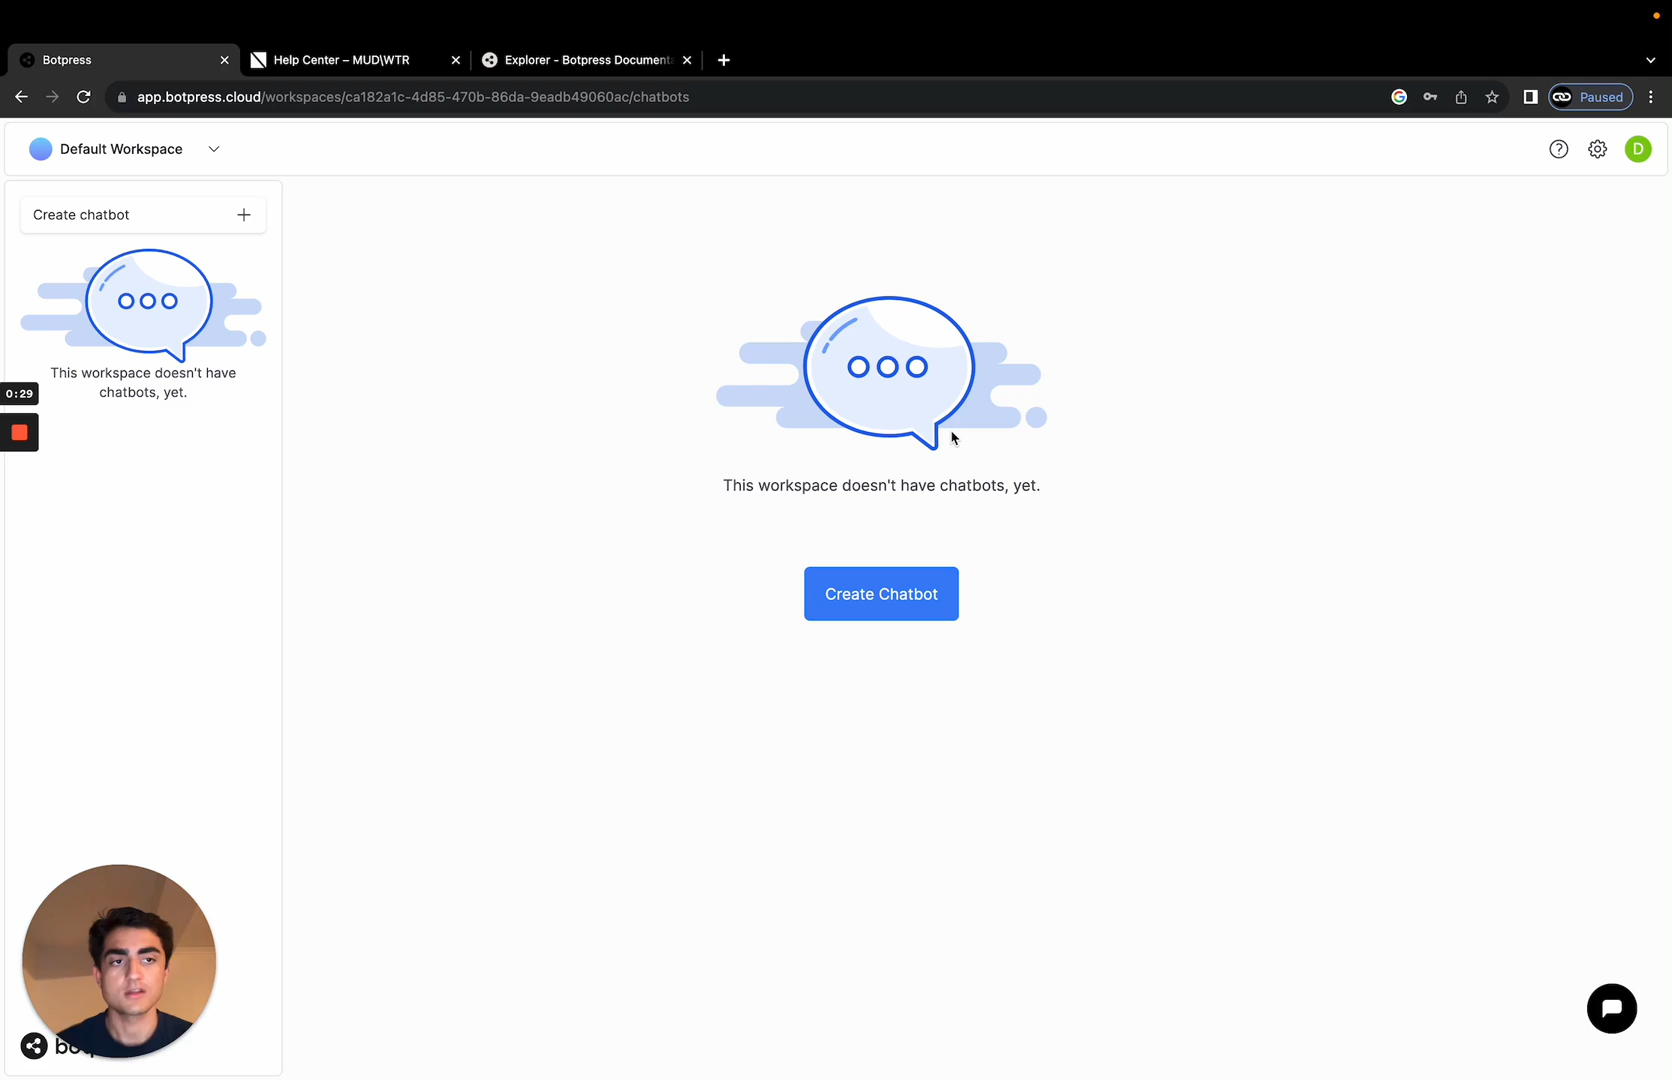 Botpress
Help Center – MUD\WTR
Explorer - Botpress Document
app.botpress.cloud/workspaces/ca182a1c-4d85-470b-86da-9eadb49060ac/chatbots
Paused
Default Workspace
D
Create chatbot
This workspace doesn't have
chatbots, yet.
0:29
This workspace doesn't have chatbots, yet.
Create Chatbot